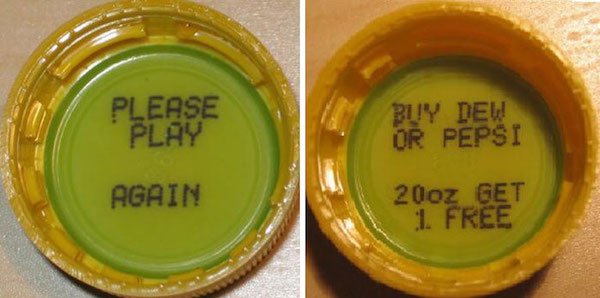 PLEASE
PLAY
AGAIN
BUY DEW
OR PEPSI
20oz GET
1 FREE